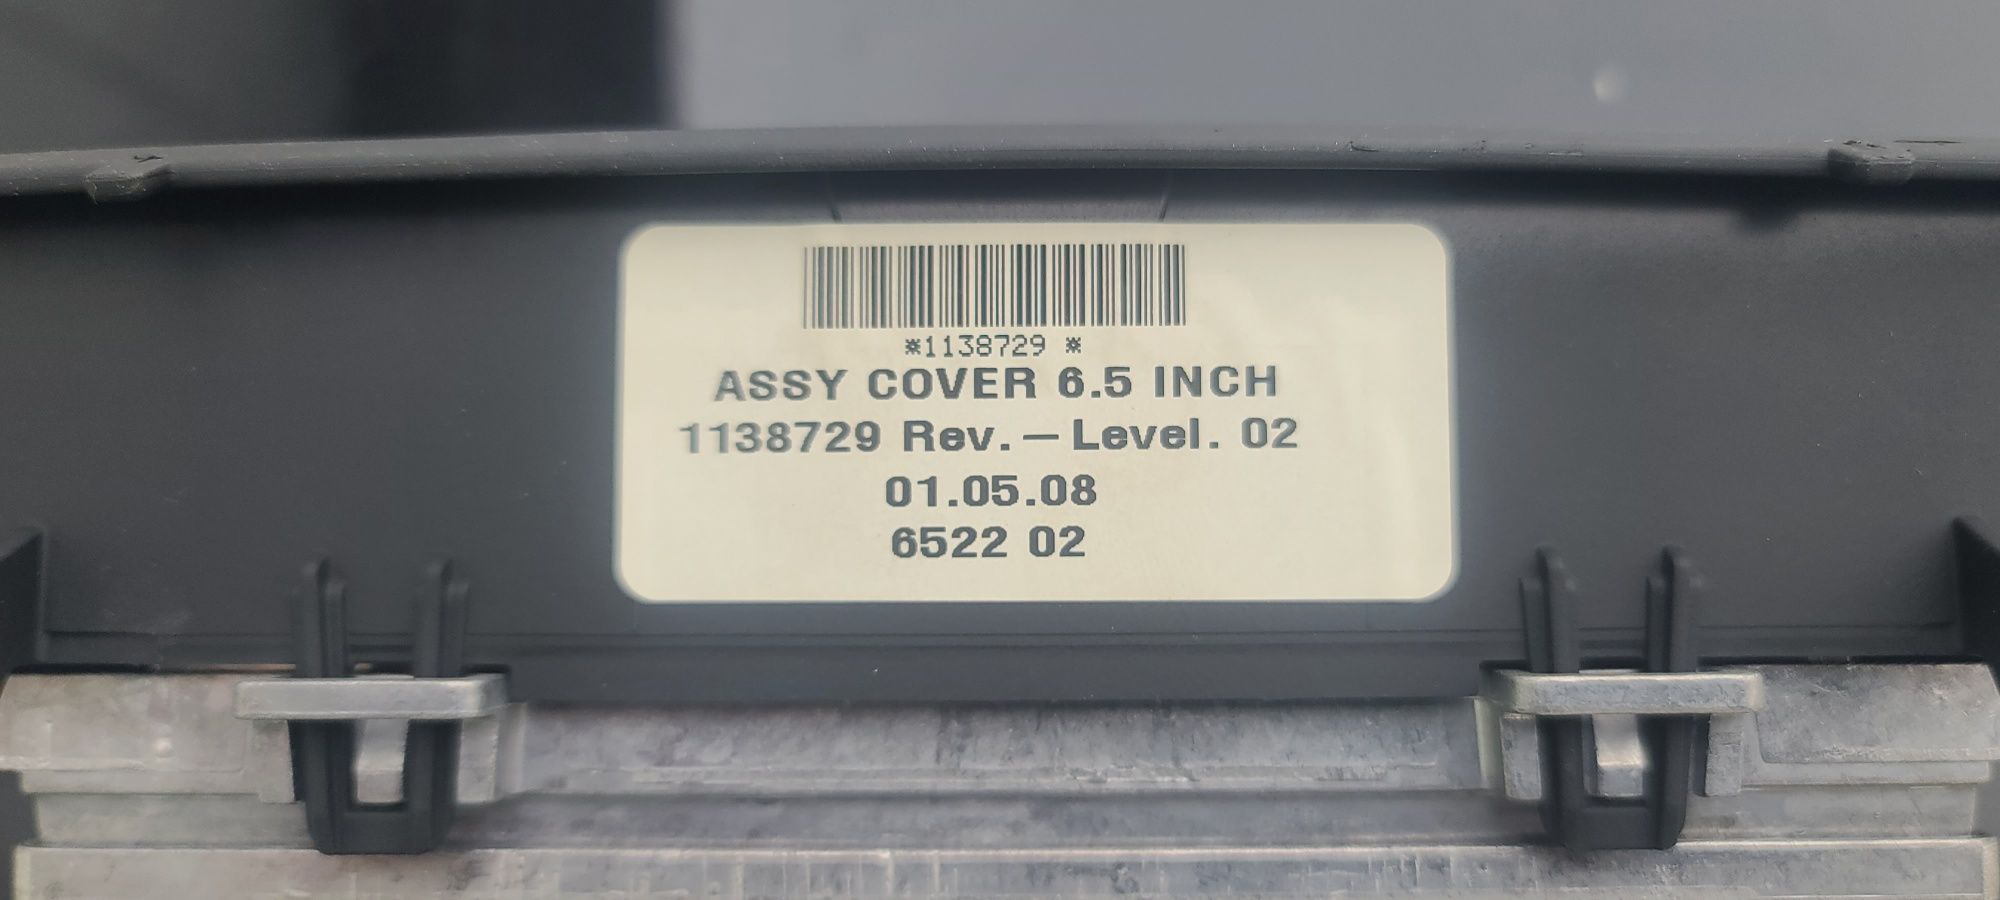 *1138729 *
ASSY COVER 6.5 INCH
1138729 Rev.—Level. 02
01.05.08
6522 02